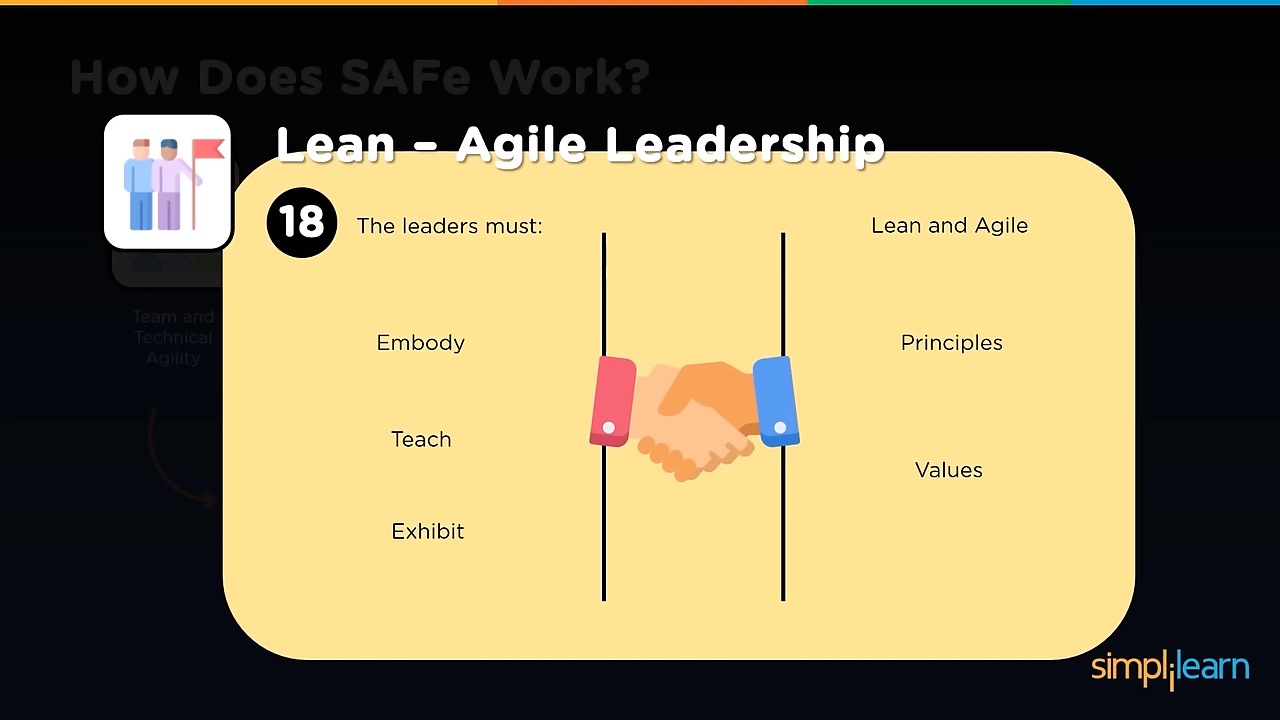 How Does SAFe Work?
Lean – Agile Leadership
18
The leaders must:
Lean and Agile
Team and
Technical
Agility
Embody
Principles
Teach
Values
Exhibit
simplilearn